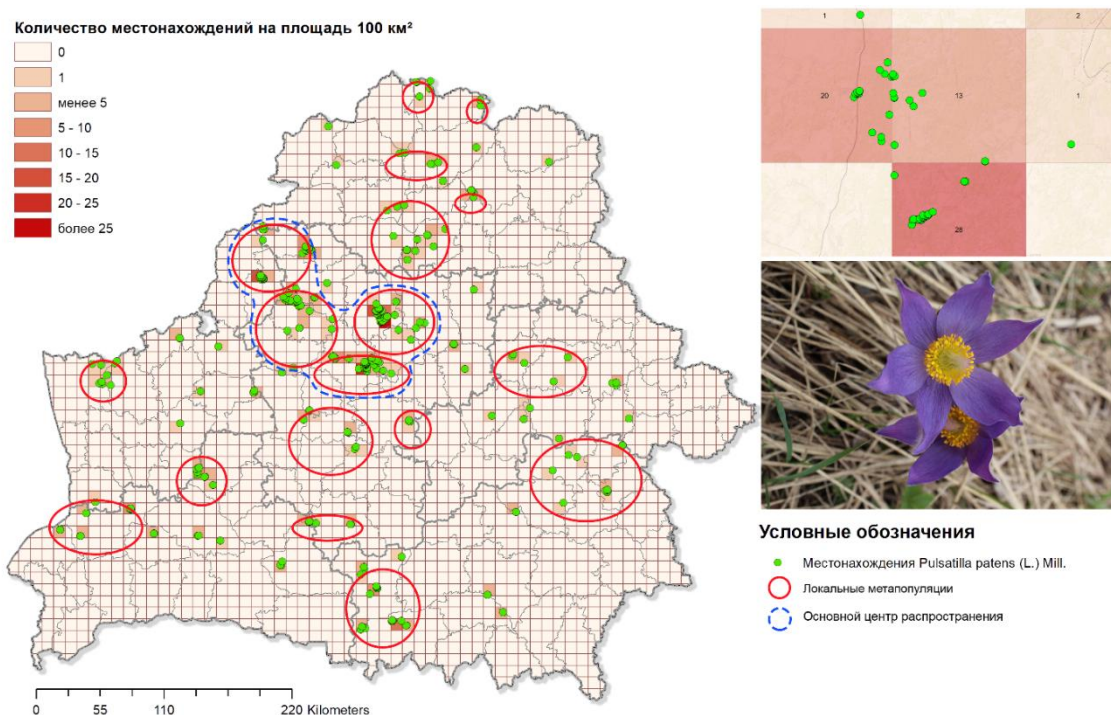 Количество местонахождений на площадь 100 км²
0
1
менее 5
5 - 10
10 - 15
15 - 20
20 - 25
более 25
0 55 110 220 Kilometers
1 2
20 13 1
28
Условные обозначения
Местонахождения Pulsatilla patens (L.) Mill.
Локальные метапопуляции
Основной центр распространения